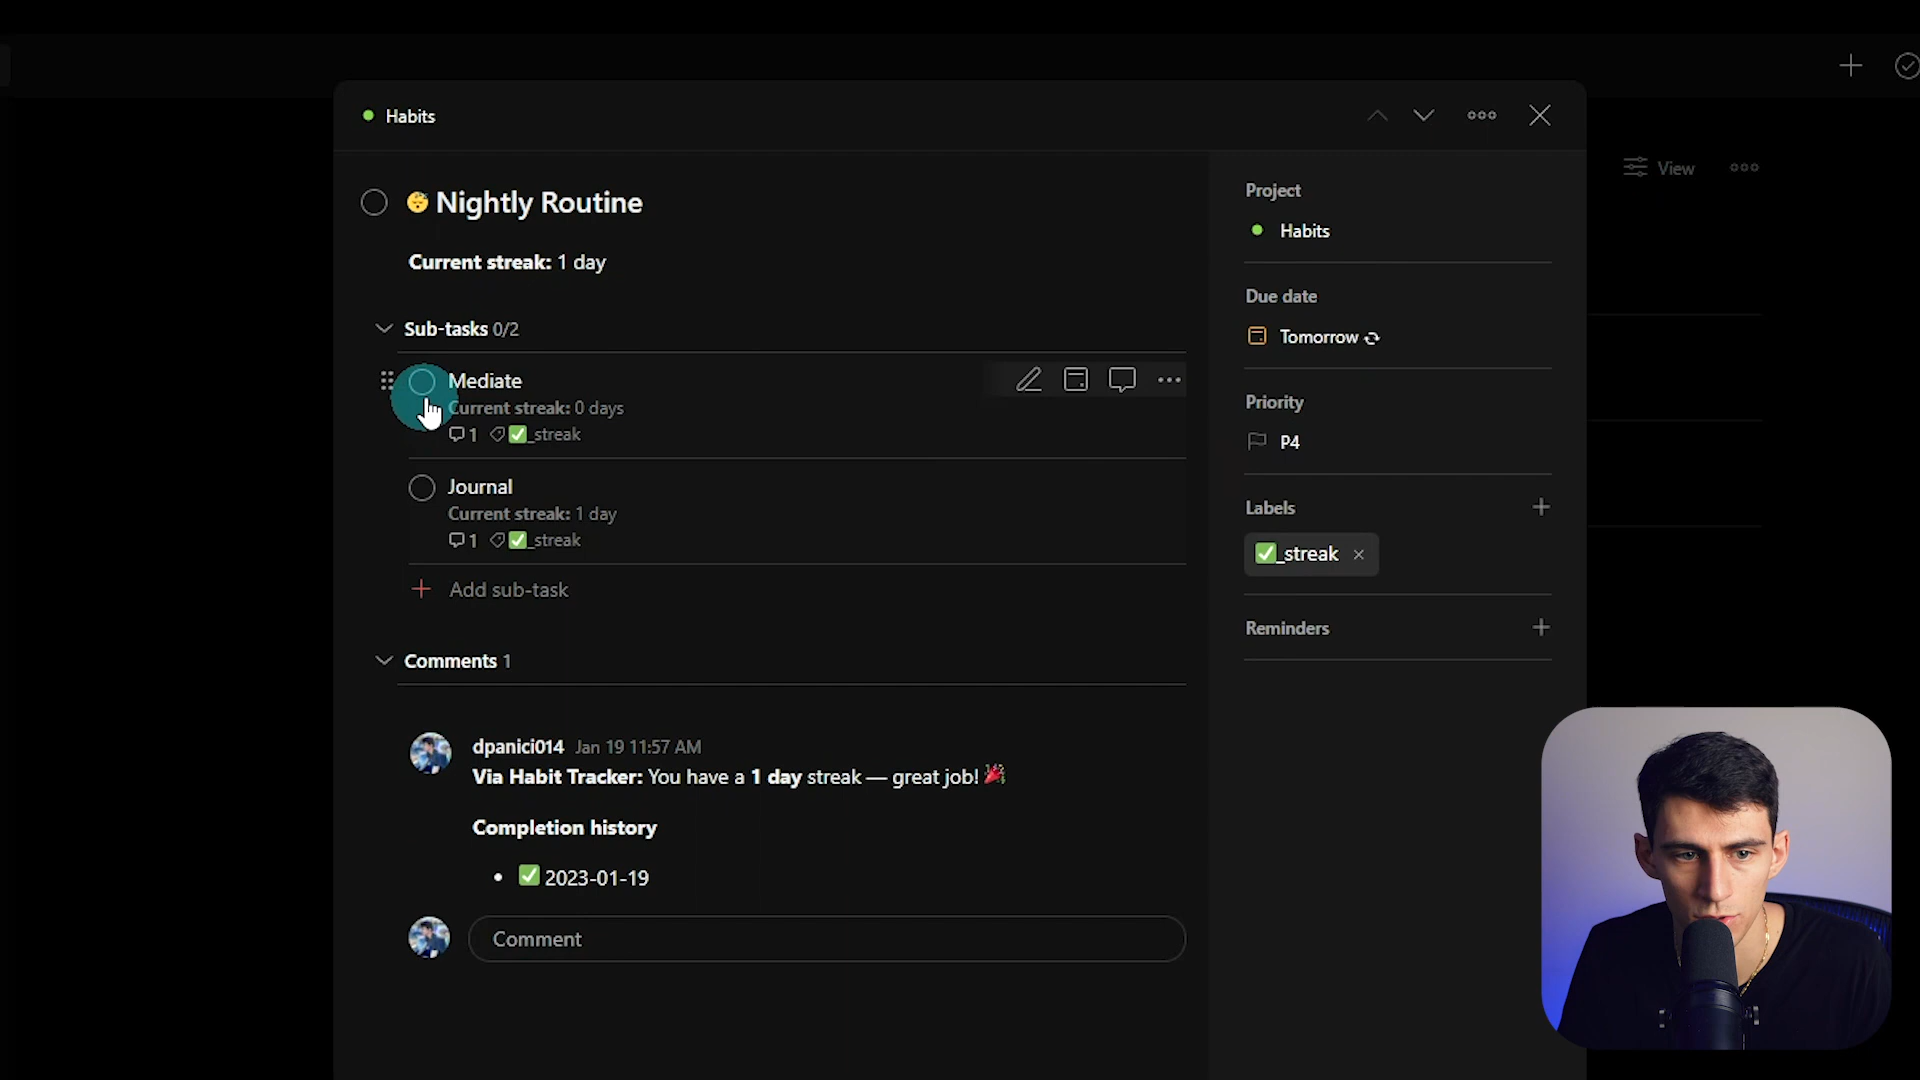 Habits
View
😴 Nightly Routine
Current streak: 1 day
Sub-tasks 0/2
Mediate
Current streak: 0 days
1 ✅_streak
Journal
Current streak: 1 day
1 ✅_streak
Add sub-task
Comments 1
dpanici014 Jan 19 11:57 AM
Via Habit Tracker: You have a 1 day streak — great job! 🎉
Completion history
• ✅ 2023-01-19
Comment
Project
Habits
Due date
Tomorrow
Priority
P4
Labels
✅_streak
Reminders